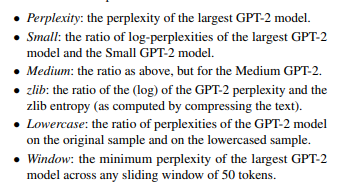 • Perplexity: the perplexity of the largest GPT-2 model.
• Small: the ratio of log-perplexities of the largest GPT-2
model and the Small GPT-2 model.
• Medium: the ratio as above, but for the Medium GPT-2.
• zlib: the ratio of the (log) of the GPT-2 perplexity and the
zlib entropy (as computed by compressing the text).
• Lowercase: the ratio of perplexities of the GPT-2 model
on the original sample and on the lowercased sample.
• Window: the minimum perplexity of the largest GPT-2
model across any sliding window of 50 tokens.